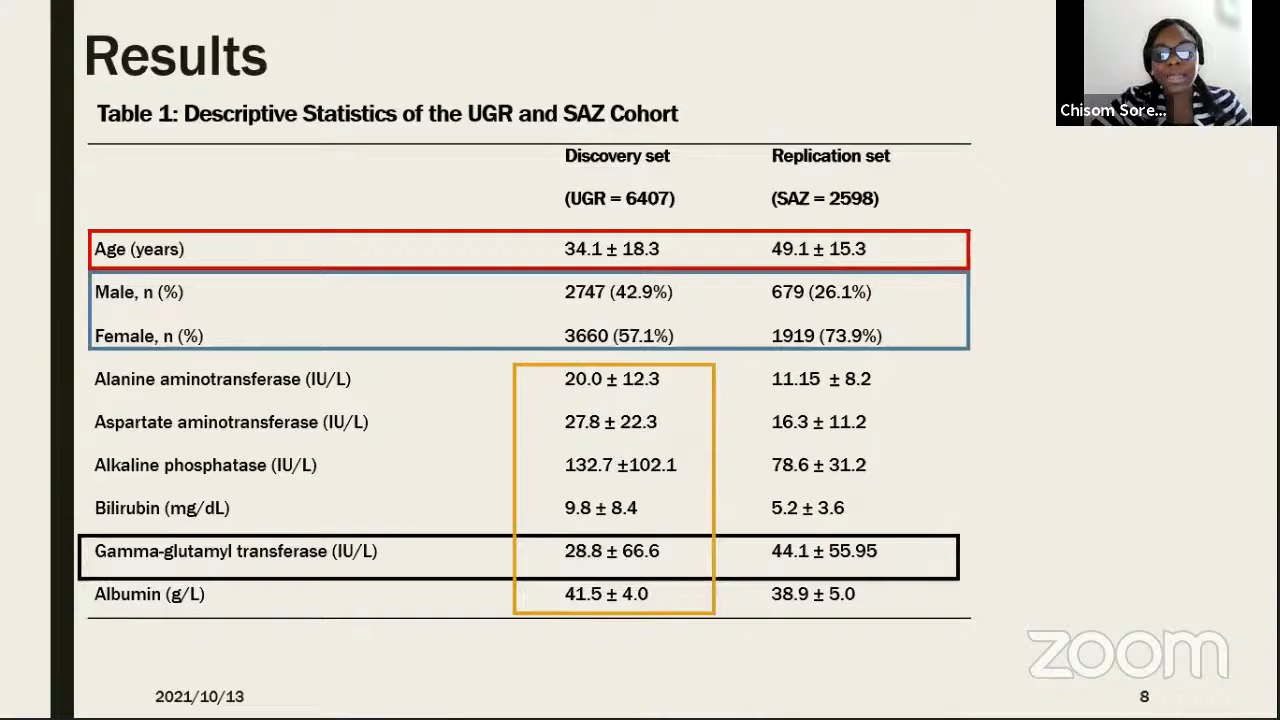 Results
Table 1: Descriptive Statistics of the UGR and SAZ Cohort
Discovery set Replication set
(UGR = 6407) (SAZ = 2598)
Age (years) 34.1 ± 18.3 49.1 ± 15.3
Male, n (%) 2747 (42.9%) 679 (26.1%)
Female, n (%) 3660 (57.1%) 1919 (73.9%)
Alanine aminotransferase (IU/L) 20.0 ± 12.3 11.15 ± 8.2
Aspartate aminotransferase (IU/L) 27.8 ± 22.3 16.3 ± 11.2
Alkaline phosphatase (IU/L) 132.7 ±102.1 78.6 ± 31.2
Bilirubin (mg/dL) 9.8 ± 8.4 5.2 ± 3.6
Gamma-glutamyl transferase (IU/L) 28.8 ± 66.6 44.1 ± 55.95
Albumin (g/L) 41.5 ± 4.0 38.9 ± 5.0
2021/10/13 8
Chisom Sore...
zoom